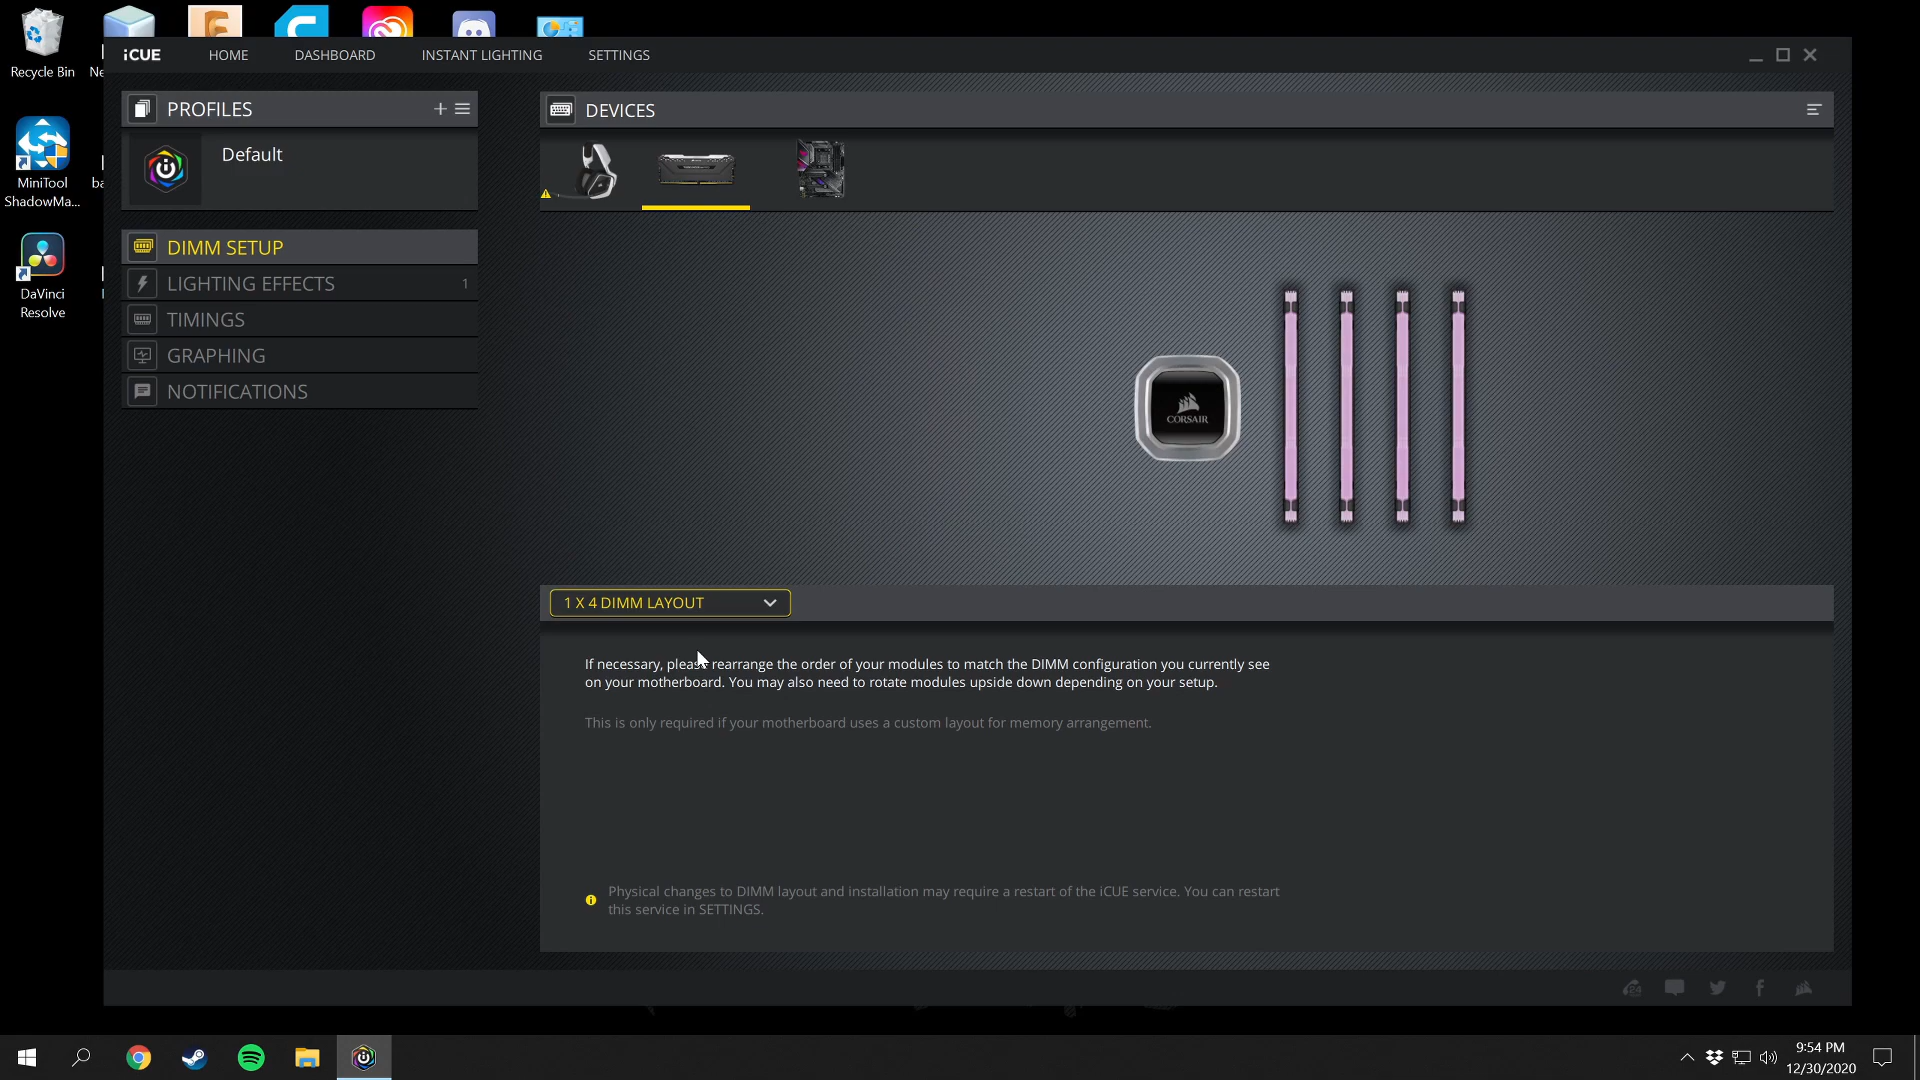 Recycle Bin
Ne
MiniTool
ShadowMa...
ba
DaVinci
Resolve
iCUE
HOME
DASHBOARD
INSTANT LIGHTING
SETTINGS
PROFILES
Default
DIMM SETUP
LIGHTING EFFECTS 1
TIMINGS
GRAPHING
NOTIFICATIONS
DEVICES
CORSAIR
1 X 4 DIMM LAYOUT
If necessary, please rearrange the order of your modules to match the DIMM configuration you currently see
on your motherboard. You may also need to rotate modules upside down depending on your setup.
This is only required if your motherboard uses a custom layout for memory arrangement.
Physical changes to DIMM layout and installation may require a restart of the iCUE service. You can restart
this service in SETTINGS.
9:54 PM
12/30/2020